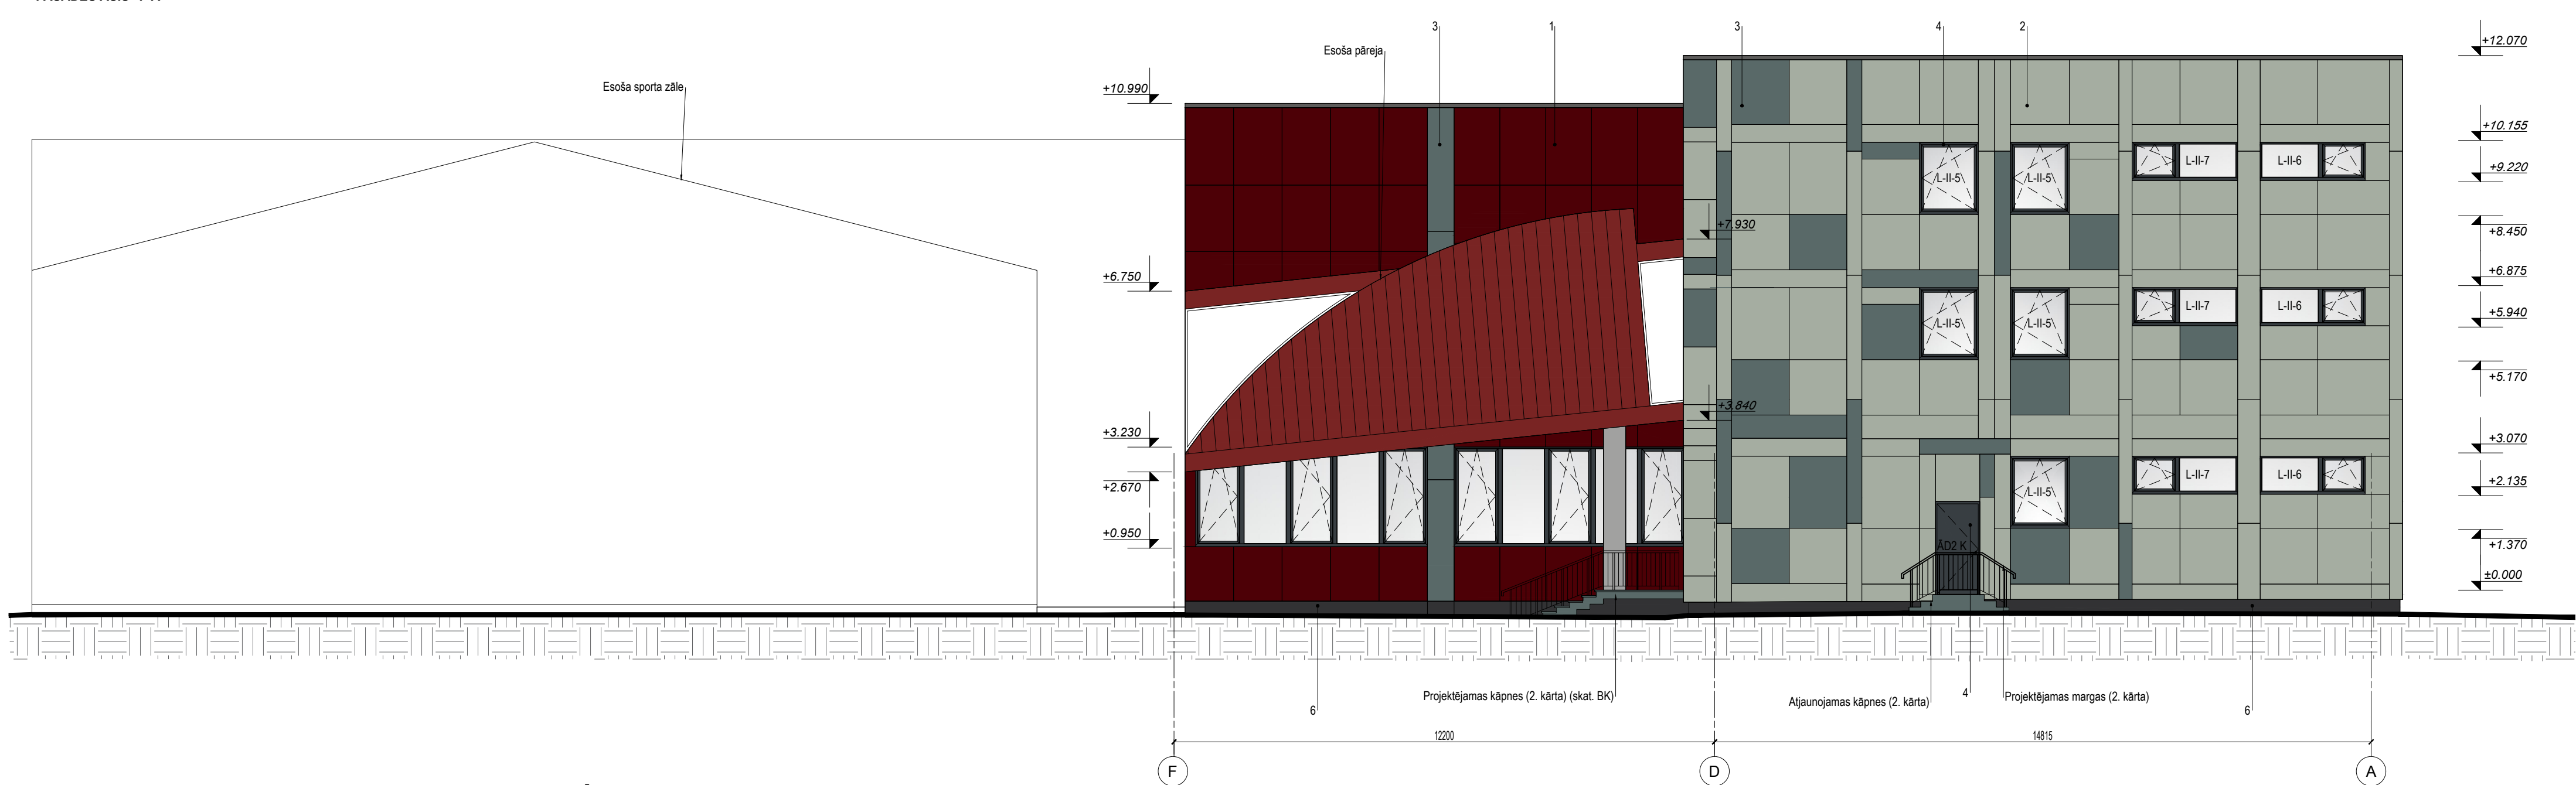 3
1
3
4
2
+12.070
Esoša pāreja
Esoša sporta zāle
+10.990
+10.155
L-II-7
L-II-6
+9.220
L-II-5
L-II-5
+7.930
+8.450
+6.750
+6.875
L-II-7
L-II-6
+5.940
L-II-5
L-II-5
+5.170
+3.840
+3.230
+3.070
L-II-7
L-II-6
+2.670
+2.135
L-II-5
+0.950
ĀD2 K
+1.370
±0.000
Projektējamas kāpnes (2. kārta) (skat. BK)
Atjaunojamas kāpnes (2. kārta)
4
Projektējamas margas (2. kārta)
6
6
12200
14815
F
D
A